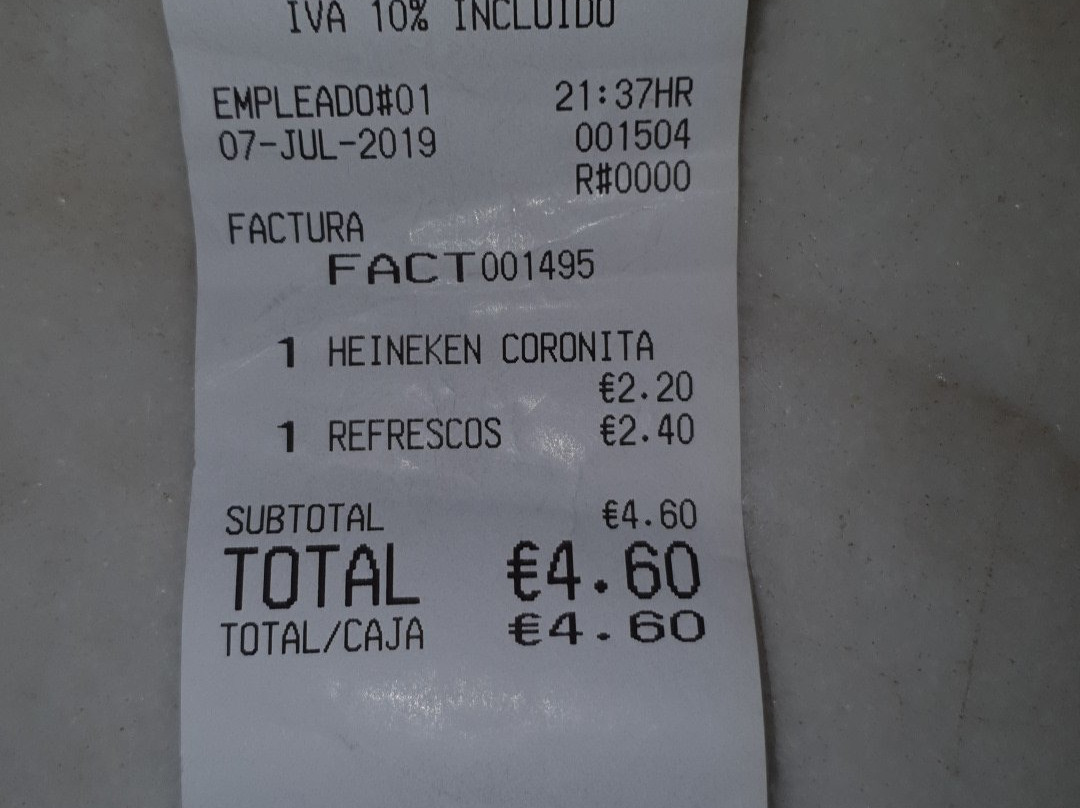 IVA 10% INCLUIDO
EMPLEADO#01 21:37HR
07-JUL-2019 001504
R#0000
FACTURA
FACT001495
1 HEINEKEN CORONITA
€2.20
1 REFRESCOS €2.40
SUBTOTAL €4.60
TOTAL €4.60
TOTAL/CAJA €4.60